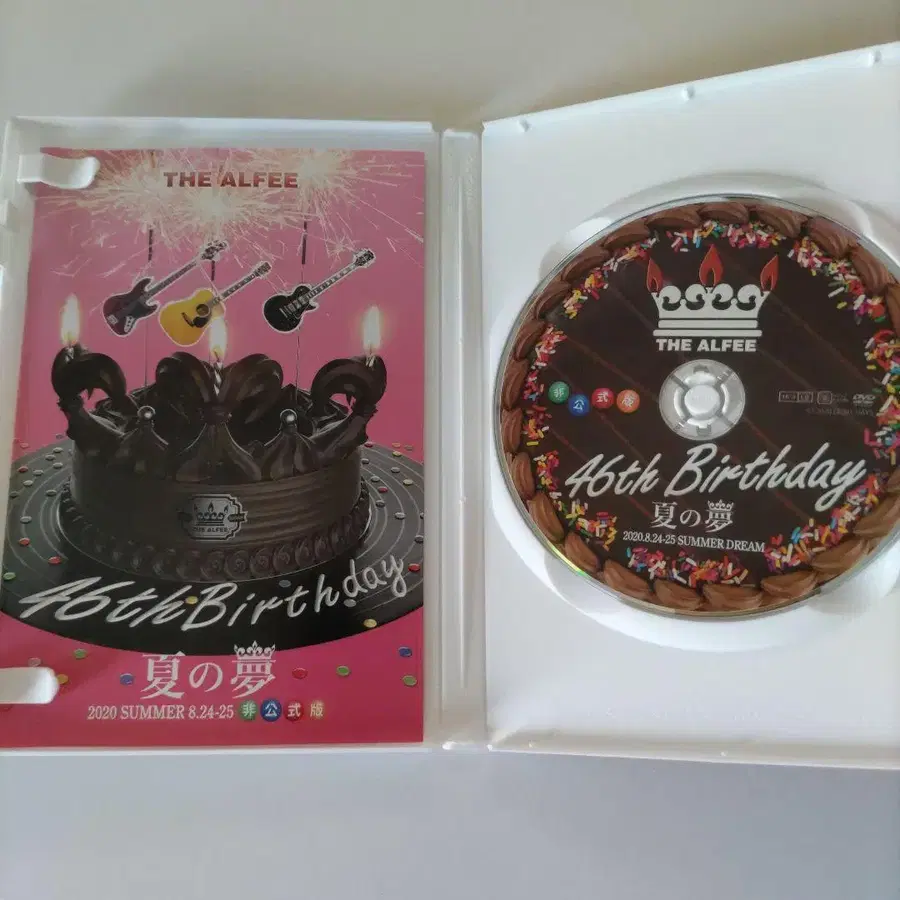 THE ALFEE
THE ALFEE
46th Birthday
夏の夢
2020 SUMMER 8.24-25 非公式版
THE ALFEE
非公式版
DVD
46th Birthday
夏の夢
2020.8.24-25 SUMMER DREAM